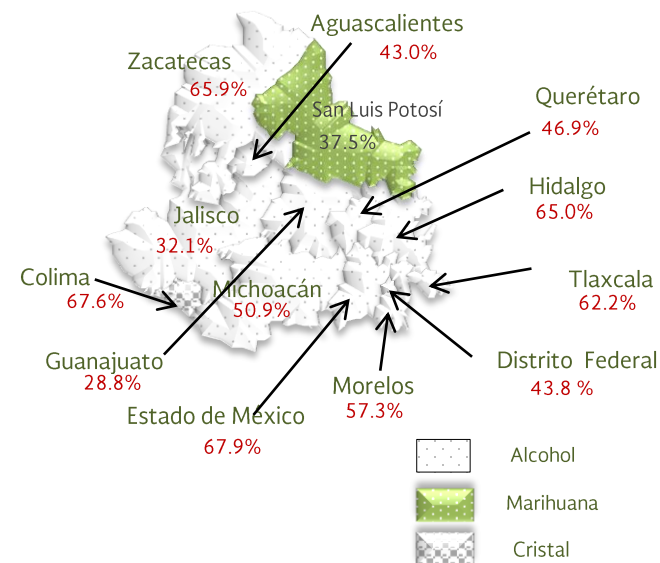 Aguascalientes
43.0%
Zacatecas
65.9%
San Luis Potosí
37.5%
Querétaro
46.9%
Hidalgo
65.0%
Jalisco
32.1%
Colima
67.6%
Michoacán
50.9%
Tlaxcala
62.2%
Guanajuato
28.8%
Distrito Federal
43.8 %
Morelos
57.3%
Estado de México
67.9%
Alcohol
Marihuana
Cristal